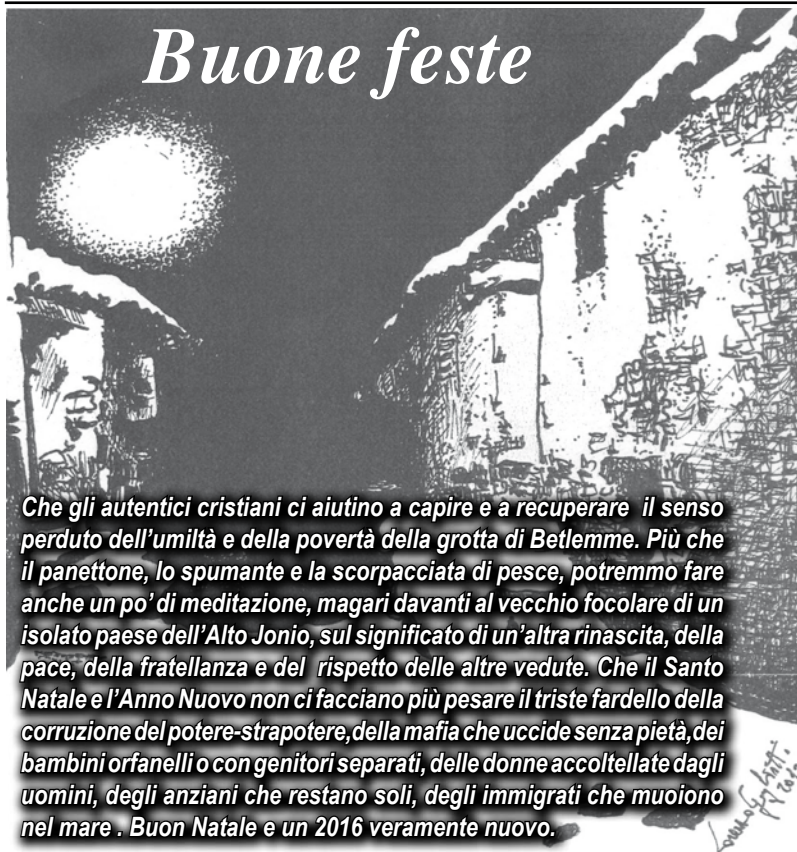 Buone feste
Che gli autentici cristiani ci aiutino a capire e a recuperare il senso
perduto dell'umiltà e della povertà della grotta di Betlemme. Più che
il panettone, lo spumante e la scorpacciata di pesce, potremmo fare
anche un po' di meditazione, magari davanti al vecchio focolare di un
isolato paese dell'Alto Jonio, sul significato di un'altra rinascita, della
pace, della fratellanza e del rispetto delle altre vedute. Che il Santo
Natale e l'Anno Nuovo non ci facciano più pesare il triste fardello della
corruzione del potere-strapotere,della mafia che uccide senza pietà,dei
bambini orfanelli o con genitori separati, delle donne accoltellate dagli
uomini, degli anziani che restano soli, degli immigrati che muoiono
nel mare . Buon Natale e un 2016 veramente nuovo.